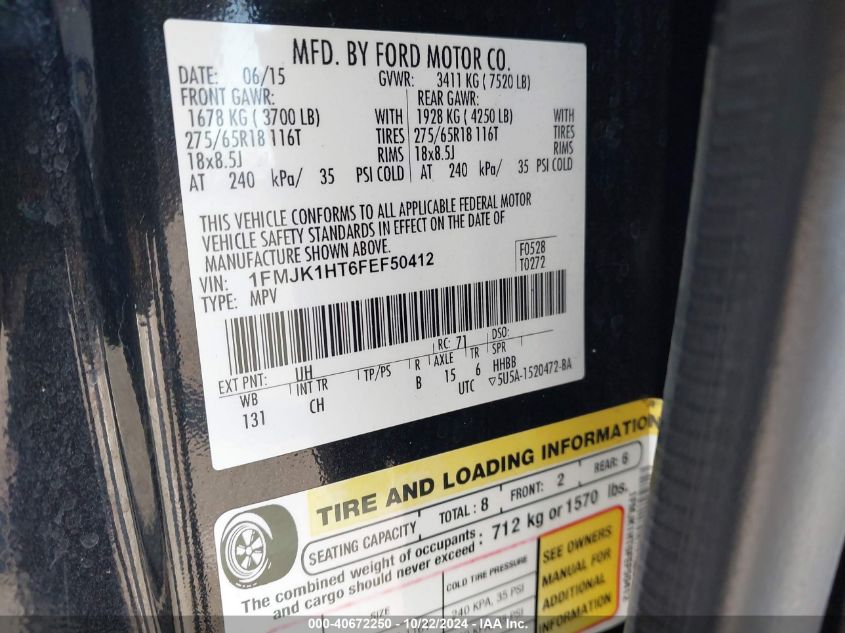 MFD. BY FORD MOTOR CO.
DATE: 06/15 GVWR: 3411 KG ( 7520 LB)
FRONT GAWR: REAR GAWR:
1678 KG ( 3700 LB) WITH 1928 KG ( 4250 LB) WITH
275/65R18 116T TIRES 275/65R18 116T TIRES
18x8.5J RIMS 18x8.5J RIMS
AT 240 kPa/ 35 PSI COLD AT 240 kPa/ 35 PSI COLD
THIS VEHICLE CONFORMS TO ALL APPLICABLE FEDERAL MOTOR
VEHICLE SAFETY STANDARDS IN EFFECT ON THE DATE OF
MANUFACTURE SHOWN ABOVE.
F0528
VIN: 1FMJK1HT6FEF50412
T0272
TYPE: MPV
EXT PNT: UH RC: 71 DSO:
WB INT TR TP/PS R AXLE TR SPR
131 CH B 15 6 HHBB
UTC ▽5U5A-1520472-BA
TIRE AND LOADING INFORMATION
SEATING CAPACITY TOTAL: 8 FRONT: 2 REAR: 6
The combined weight of occupants
and cargo should never exceed : 712 kg or 1570 lbs.
SIZE COLD TIRE PRESSURE
240 KPA, 35 PSI
SEE OWNERS
MANUAL FOR
ADDITIONAL
INFORMATION
000-40672250 - 10/22/2024 - IAA Inc.